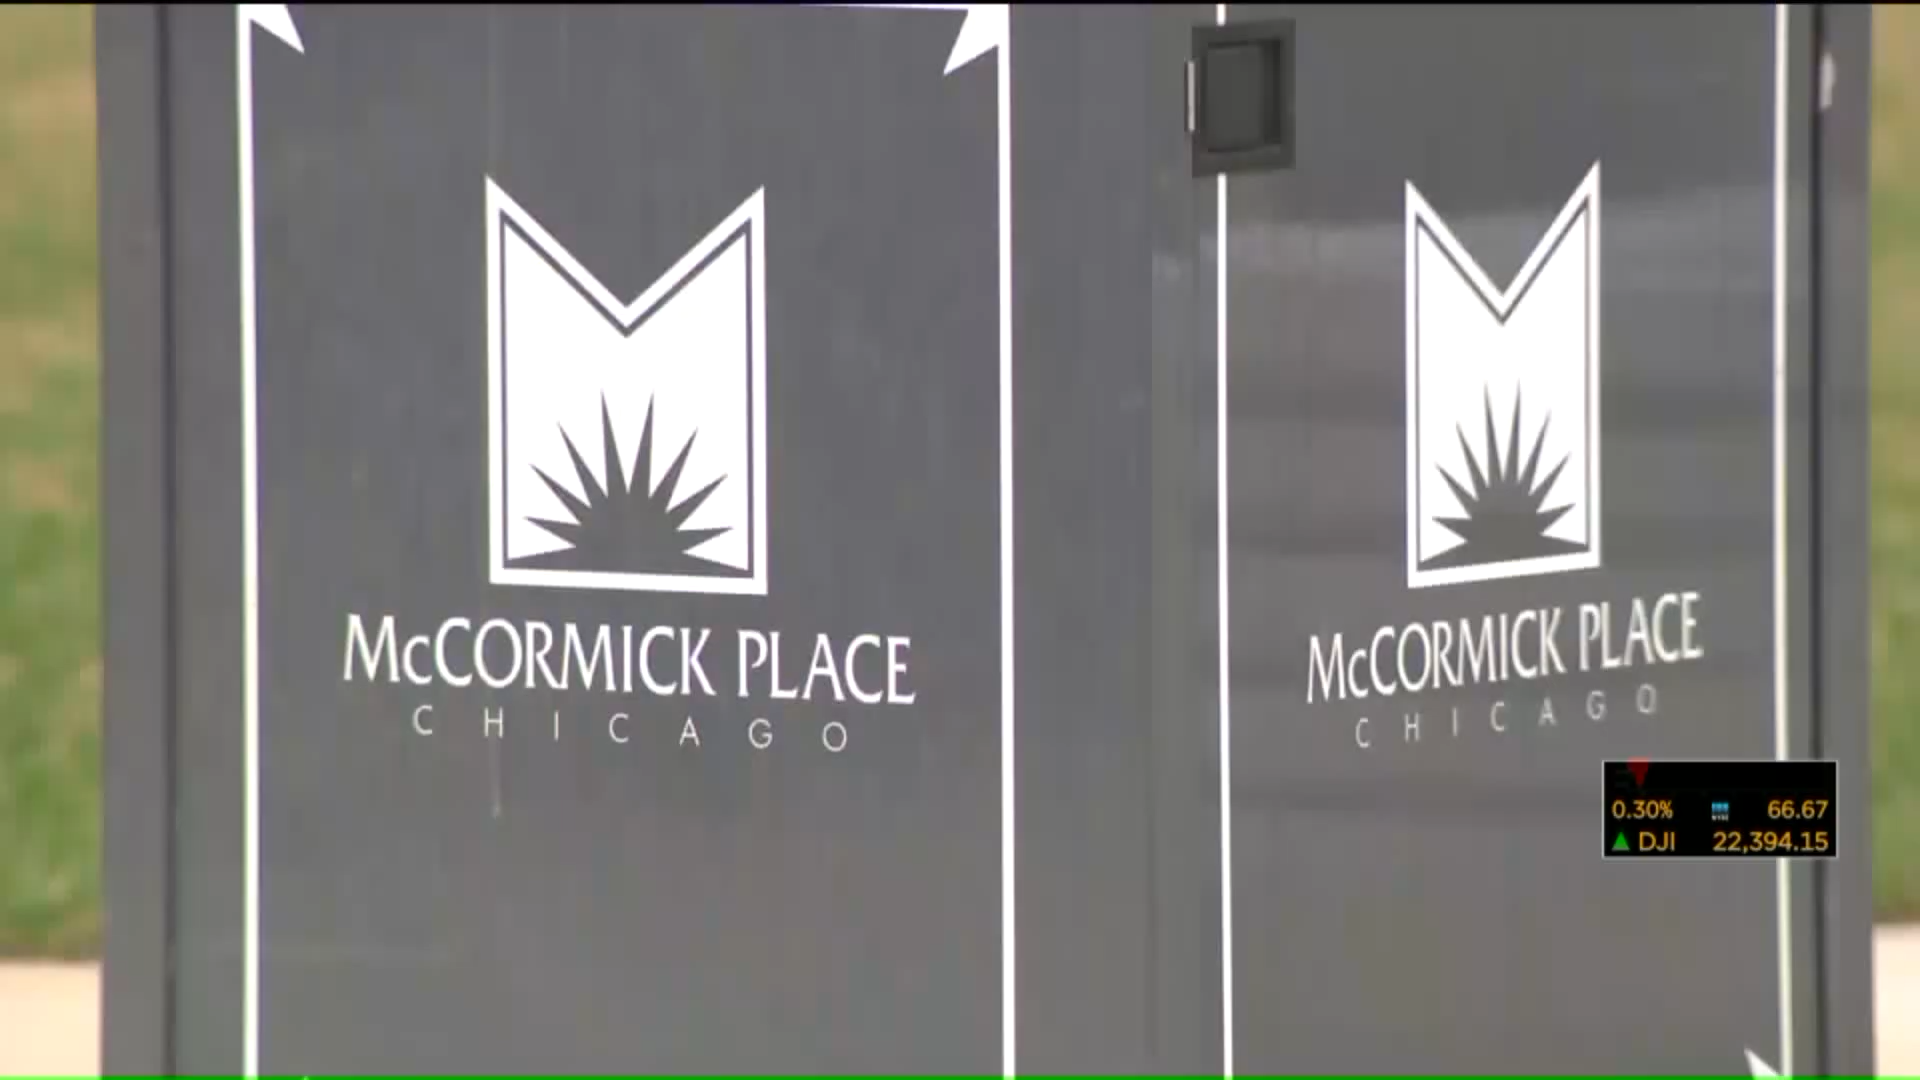 McCORMICK PLACE
CHICAGO
McCORMICK PLACE
CHICAGO
0.30% 66.67
▲ DJI 22,394.15